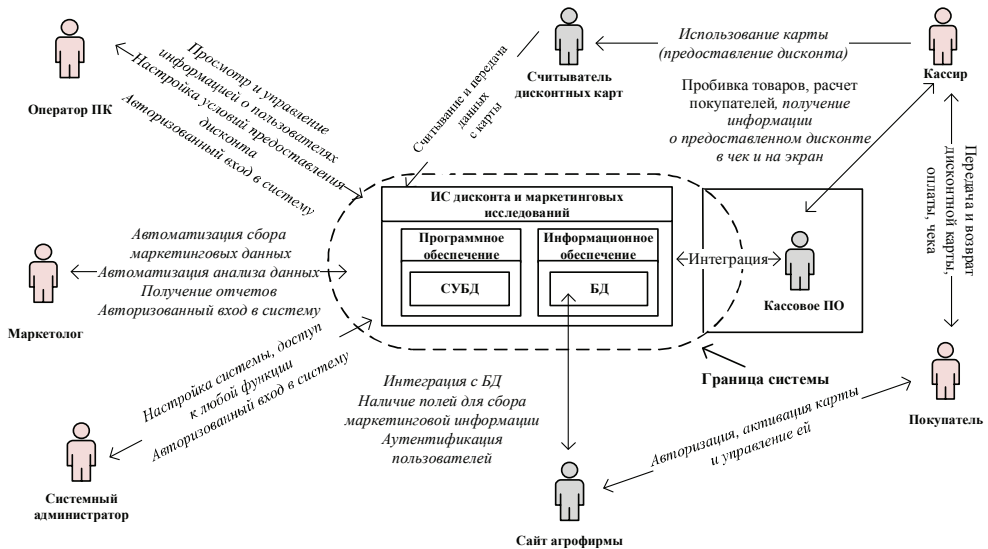 Оператор ПК
Просмотр и управление
информацией о пользователях
Настройка условий предоставления
дисконта
Авторизованный вход в систему
Считыватель
дисконтных карт
Считывание и передача
данных
с карты
Использование карты
(предоставление дисконта)
Кассир
Пробивка товаров, расчет
покупателей, получение
информации
о предоставленном дисконте
в чек и на экран
Передача и возврат
дисконтной карты,
оплаты, чека
ИС дисконта и маркетинговых
исследований
Программное
обеспечение
СУБД
Информационное
обеспечение
БД
Интеграция
Кассовое ПО
Маркетолог
Автоматизация сбора
маркетинговых данных
Автоматизация анализа данных
Получение отчетов
Авторизованный вход в систему
Граница системы
Системный
администратор
Настройка системы, доступ
к любой функции
Авторизованный вход в систему
Интеграция с БД
Наличие полей для сбора
маркетинговой информации
Аутентификация
пользователей
Сайт агрофирмы
Авторизация, активация карты
и управление ей
Покупатель